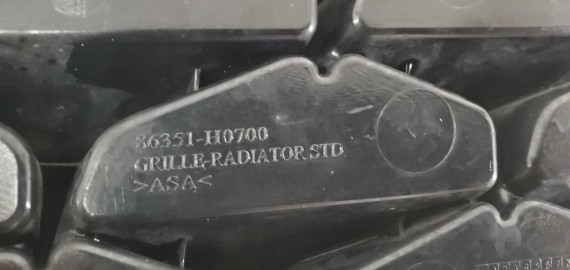 86351-H0700
GRILLE-RADIATOR STD
>ASA<